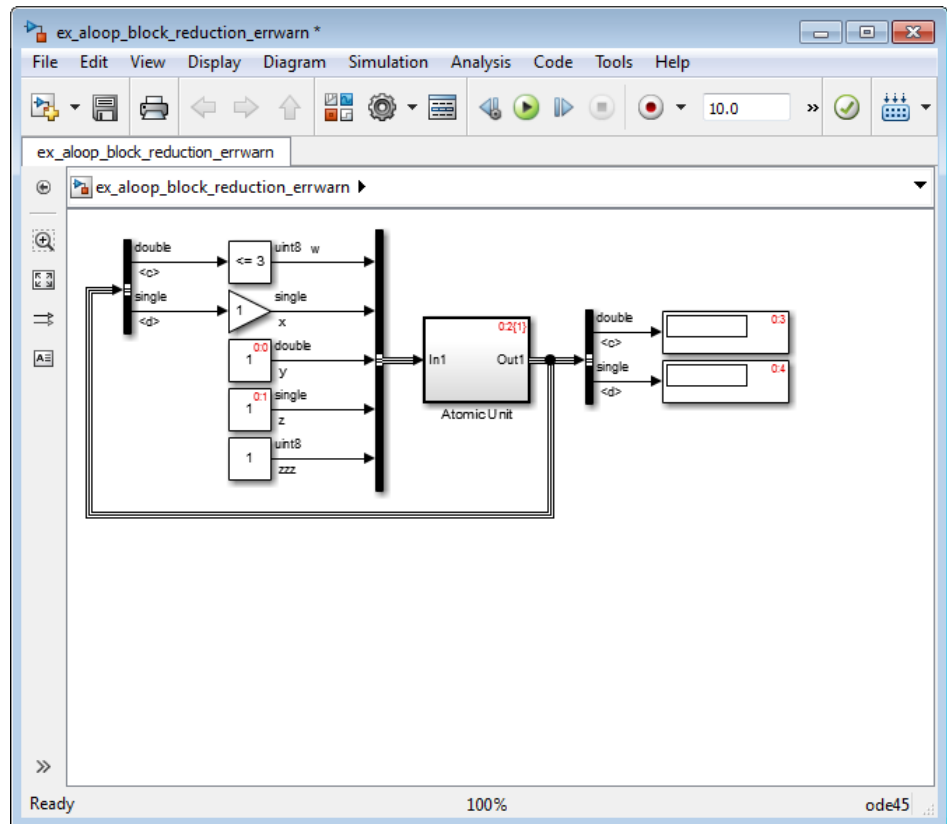 ex_aloop_block_reduction_errwarn *
File Edit View Display Diagram Simulation Analysis Code Tools Help
10.0 »
ex_aloop_block_reduction_errwarn
ex_aloop_block_reduction_errwarn
double
<c>
single
<d>
<= 3
uint8 w
1
single
x
1
0:0
double
y
1
0:1
single
z
1
uint8
zzz
In1
0:2{1}
Out1
Atomic Unit
double
<c>
single
<d>
0:3
0:4
A
»
Ready 100% ode45